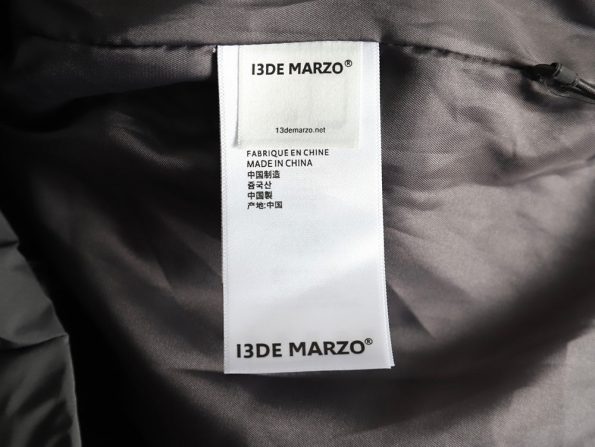 13DE MARZO®
13demarzo.net
FABRIQUÉ EN CHINE
MADE IN CHINA
中国制造
중국산
中国製
产地:中国
13DE MARZO®